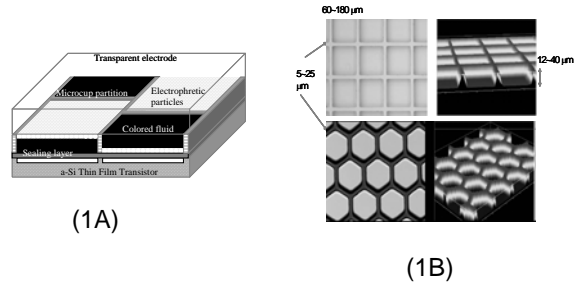 Transparent electrode
Microcup partition
Electrophretic
particles
Colored fluid
Sealing layer
a-Si Thin Film Transistor
(1A)
60~180 μm
5~25
μm
12~40 μm
(1B)